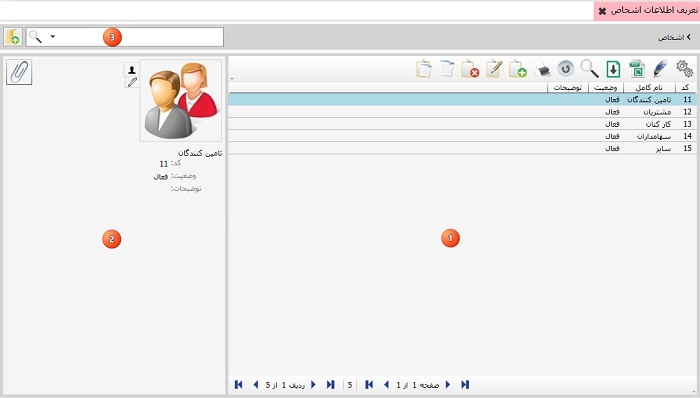 تعریف اطلاعات اشخاص
اشخاص
3
کد نام کامل وضعیت توضیحات
11 تامین کنندگان فعال
12 مشتریان فعال
13 کار کنان فعال
14 سهامداران فعال
15 سایر فعال
1
صفحه 1 از 1
5
ردیف 1 از 5
تامین کنندگان
کد: 11
وضعیت: فعال
توضیحات:
2